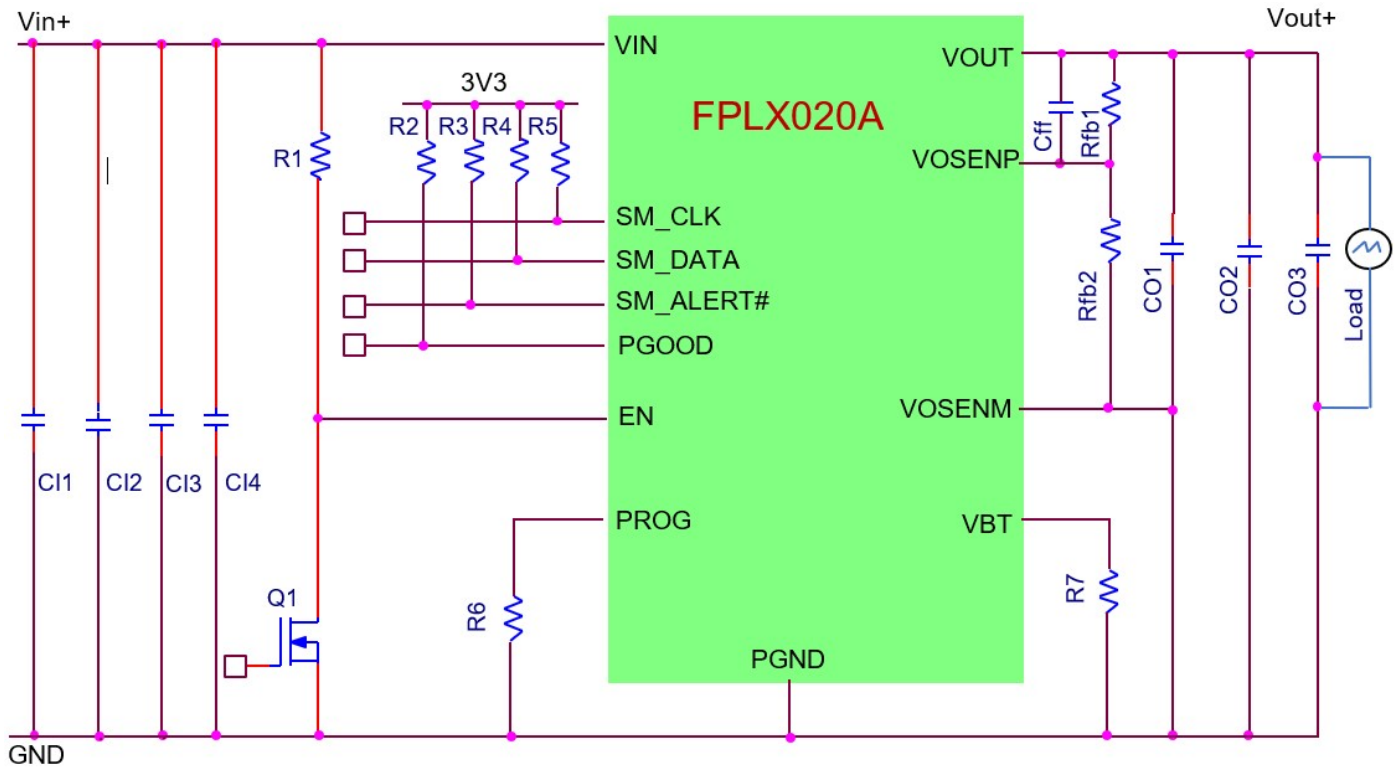 Vin+
Vout+
VIN
VOUT
3V3
FPLX020A
R2
R3
R4
R5
R1
Cff
Rfb1
VOSENP
SM_CLK
SM_DATA
SM_ALERT#
PGOOD
Rfb2
CO1
CO2
CO3
Load
EN
VOSENM
CI1
CI2
CI3
CI4
PROG
VBT
Q1
R6
R7
PGND
GND